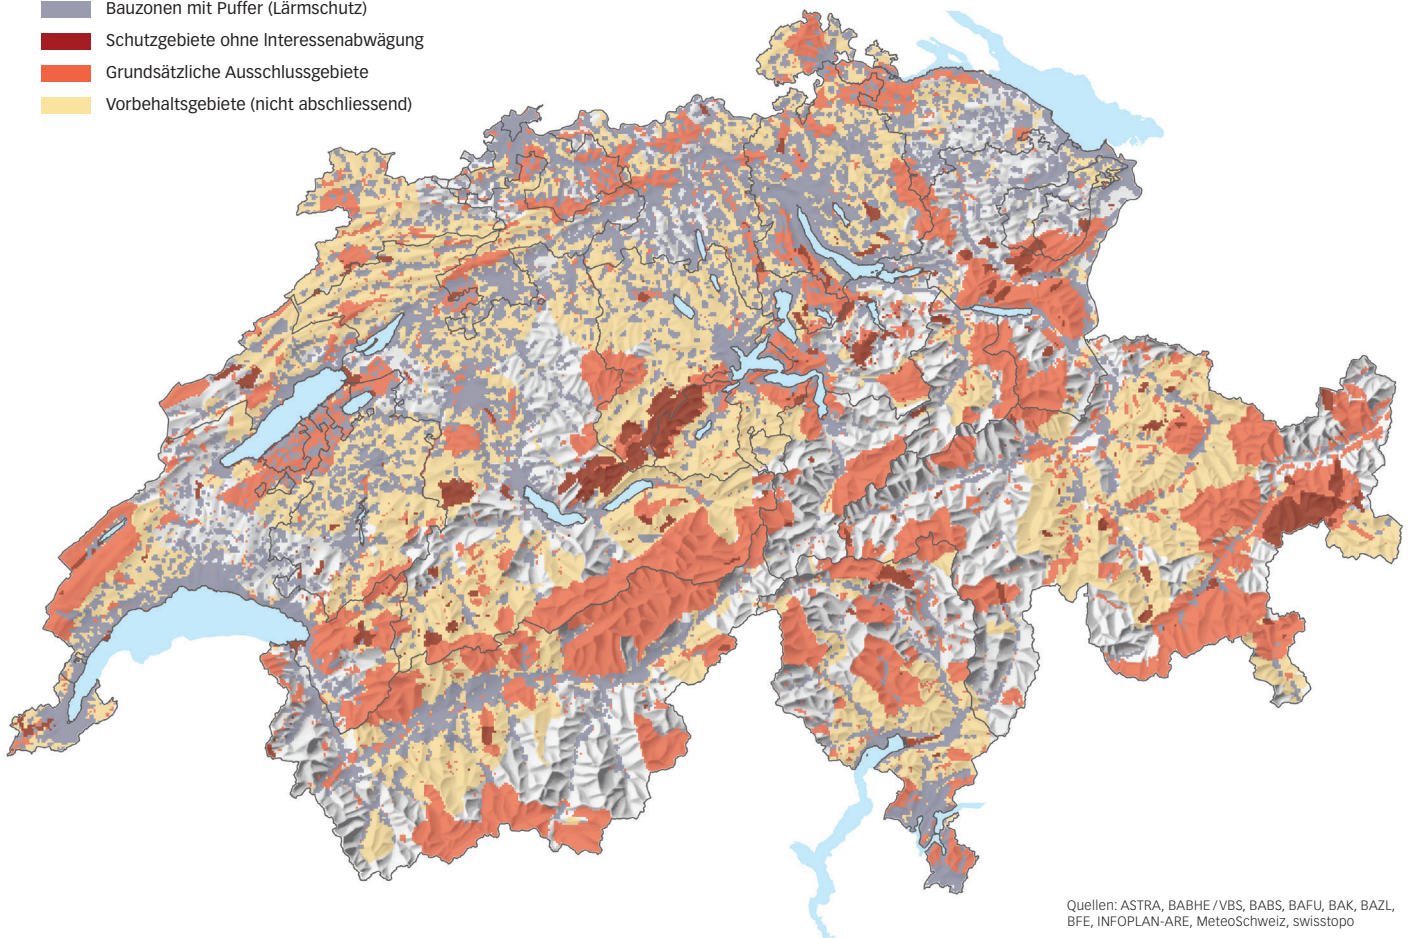 Bauzonen mit Puffer (Lärmschutz)
Schutzgebiete ohne Interessenabwägung
Grundsätzliche Ausschlussgebiete
Vorbehaltsgebiete (nicht abschliessend)
Quellen: ASTRA, BABHE / VBS, BABS, BAFU, BAK, BAZL,
BFE, INFOPLAN-ARE, MeteoSchweiz, swisstopo